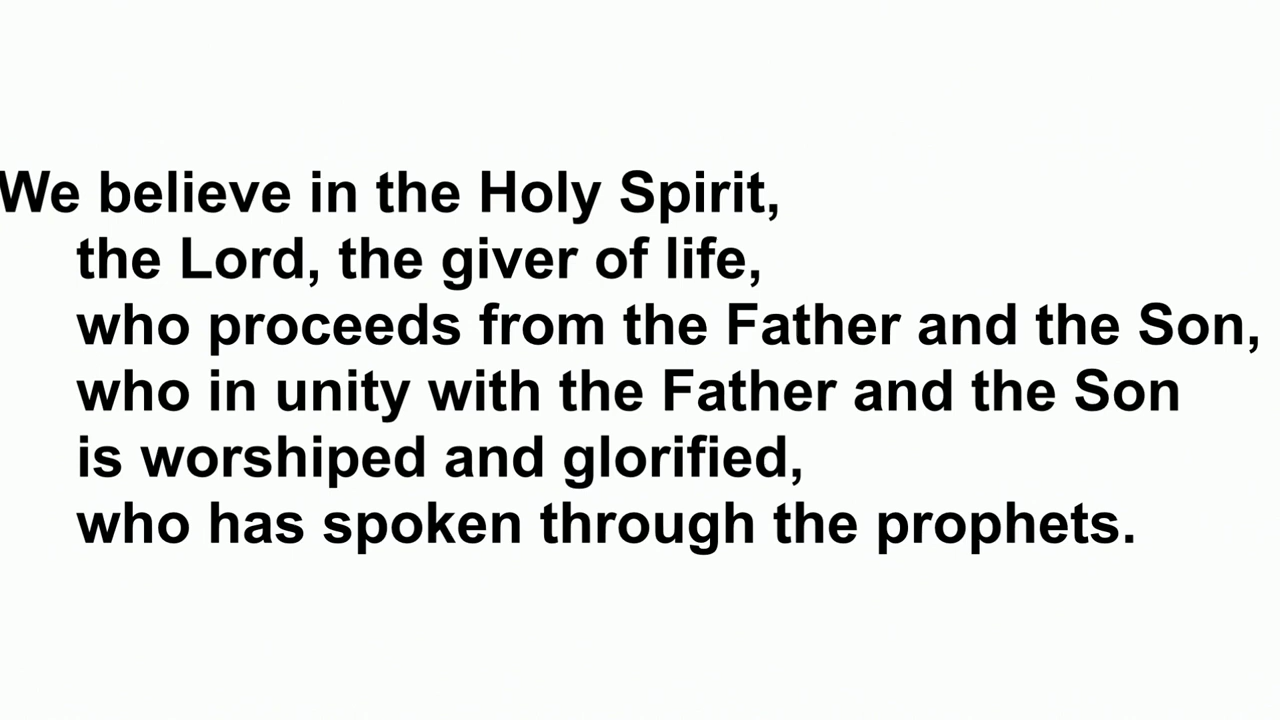 We believe in the Holy Spirit,
the Lord, the giver of life,
who proceeds from the Father and the Son,
who in unity with the Father and the Son
is worshiped and glorified,
who has spoken through the prophets.